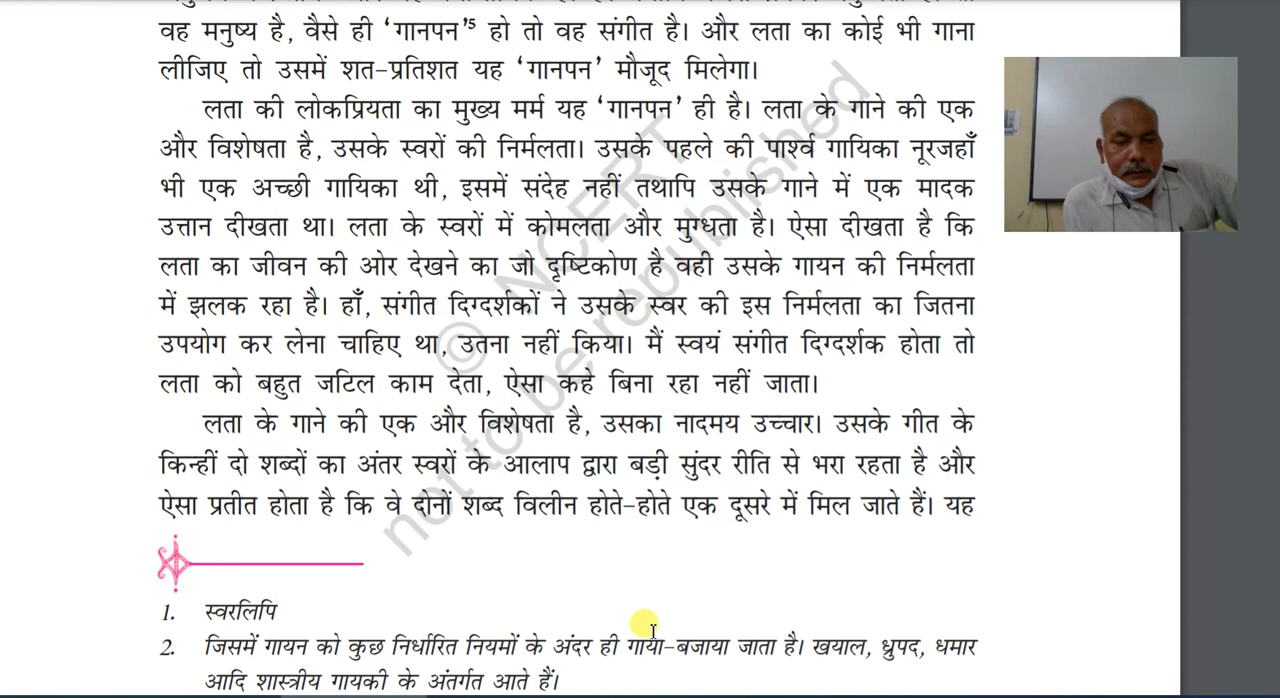 वह मनुष्य है, वैसे ही ‘गानपन’⁵ हो तो वह संगीत है। और लता का कोई भी गाना
लीजिए तो उसमें शत-प्रतिशत यह ‘गानपन’ मौजूद मिलेगा।
लता की लोकप्रियता का मुख्य मर्म यह ‘गानपन’ ही है। लता के गाने की एक
और विशेषता है, उसके स्वरों की निर्मलता। उसके पहले की पार्श्व गायिका नूरजहाँ
भी एक अच्छी गायिका थी, इसमें संदेह नहीं तथापि उसके गाने में एक मादक
उत्तान दीखता था। लता के स्वरों में कोमलता और मुग्धता है। ऐसा दीखता है कि
लता का जीवन की ओर देखने का जो दृष्टिकोण है वही उसके गायन की निर्मलता
में झलक रहा है। हाँ, संगीत दिग्दर्शकों ने उसके स्वर की इस निर्मलता का जितना
उपयोग कर लेना चाहिए था, उतना नहीं किया। मैं स्वयं संगीत दिग्दर्शक होता तो
लता को बहुत जटिल काम देता, ऐसा कहे बिना रहा नहीं जाता।
लता के गाने की एक और विशेषता है, उसका नादमय उच्चार। उसके गीत के
किन्हीं दो शब्दों का अंतर स्वरों के आलाप द्वारा बड़ी सुंदर रीति से भरा रहता है और
ऐसा प्रतीत होता है कि वे दोनों शब्द विलीन होते-होते एक दूसरे में मिल जाते हैं। यह
1. स्वरलिपि
2. जिसमें गायन को कुछ निर्धारित नियमों के अंदर ही गाया-बजाया जाता है। खयाल, ध्रुपद, धमार
आदि शास्त्रीय गायकी के अंतर्गत आते हैं।
© NCERT
not to be republished